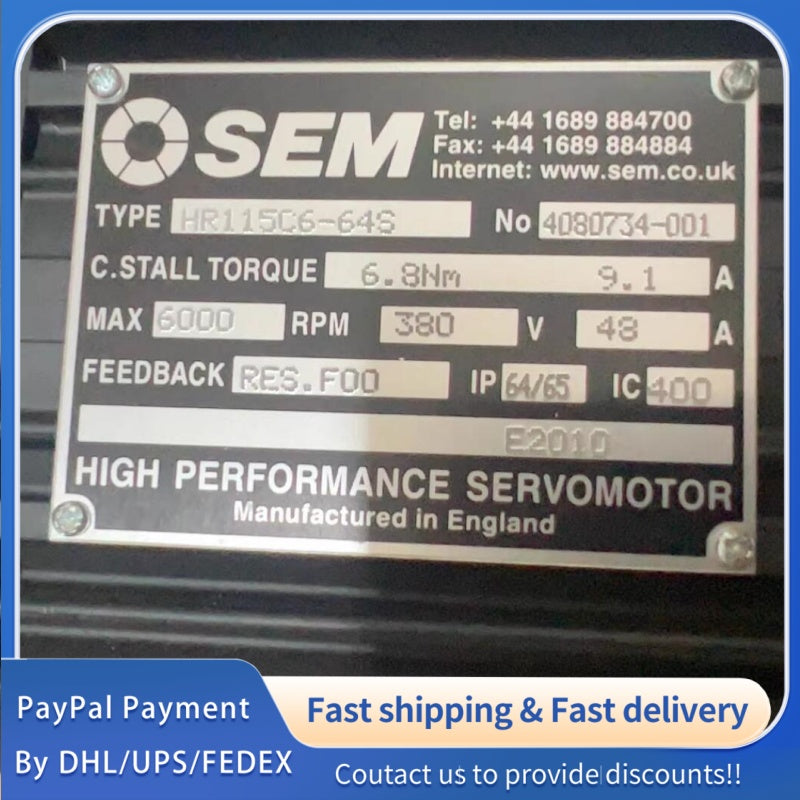 SEM
Tel: +44 1689 884700
Fax: +44 1689 884884
Internet: www.sem.co.uk
TYPE HR115C6-64S No 4080734-001
C.STALL TORQUE 6.8Nm 9.1 A
MAX 6000 RPM 380 V 48 A
FEEDBACK RES.F00 IP 64/65 IC 400
E2010
HIGH PERFORMANCE SERVOMOTOR
Manufactured in England
PayPal Payment
Fast shipping & Fast delivery
By DHL/UPS/FEDEX
Coutact us to provide discounts!!